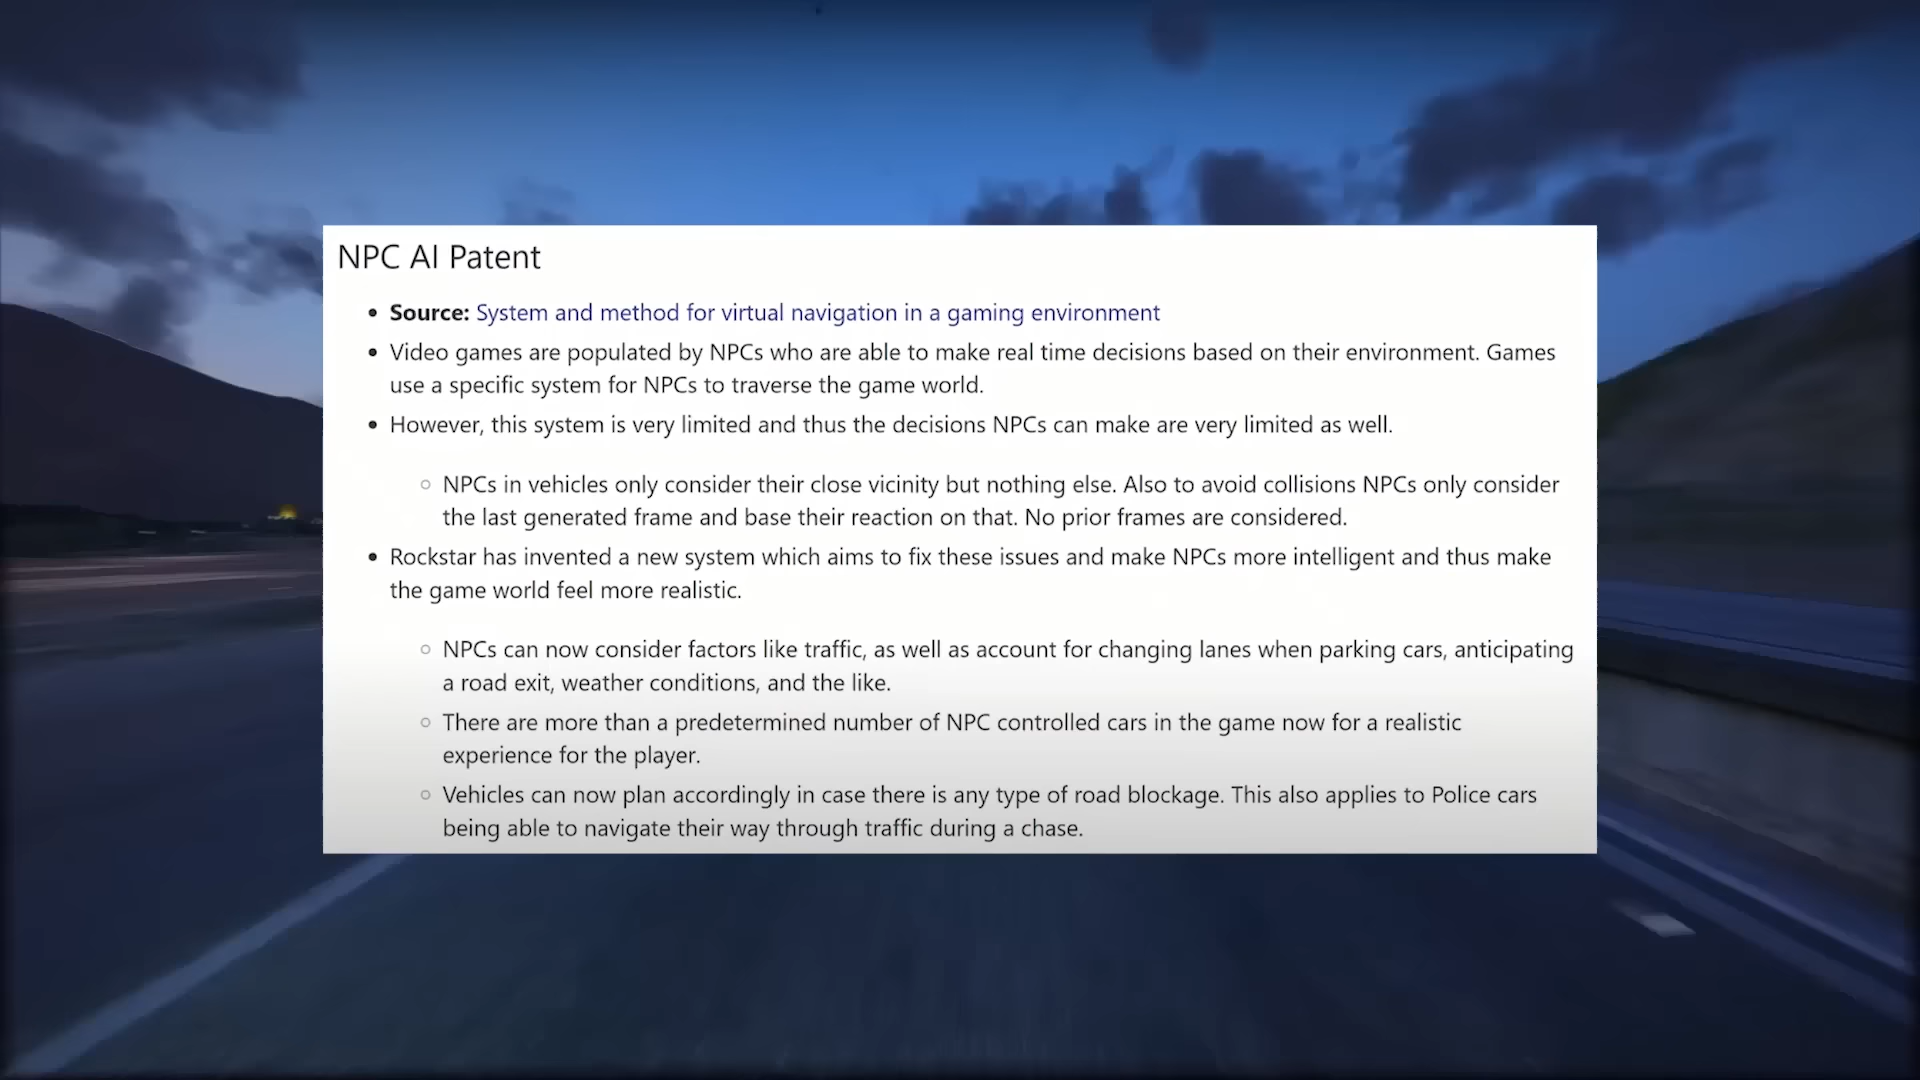 NPC AI Patent
• Source: System and method for virtual navigation in a gaming environment
• Video games are populated by NPCs who are able to make real time decisions based on their environment. Games
use a specific system for NPCs to traverse the game world.
• However, this system is very limited and thus the decisions NPCs can make are very limited as well.
○ NPCs in vehicles only consider their close vicinity but nothing else. Also to avoid collisions NPCs only consider
the last generated frame and base their reaction on that. No prior frames are considered.
• Rockstar has invented a new system which aims to fix these issues and make NPCs more intelligent and thus make
the game world feel more realistic.
○ NPCs can now consider factors like traffic, as well as account for changing lanes when parking cars, anticipating
a road exit, weather conditions, and the like.
○ There are more than a predetermined number of NPC controlled cars in the game now for a realistic
experience for the player.
○ Vehicles can now plan accordingly in case there is any type of road blockage. This also applies to Police cars
being able to navigate their way through traffic during a chase.